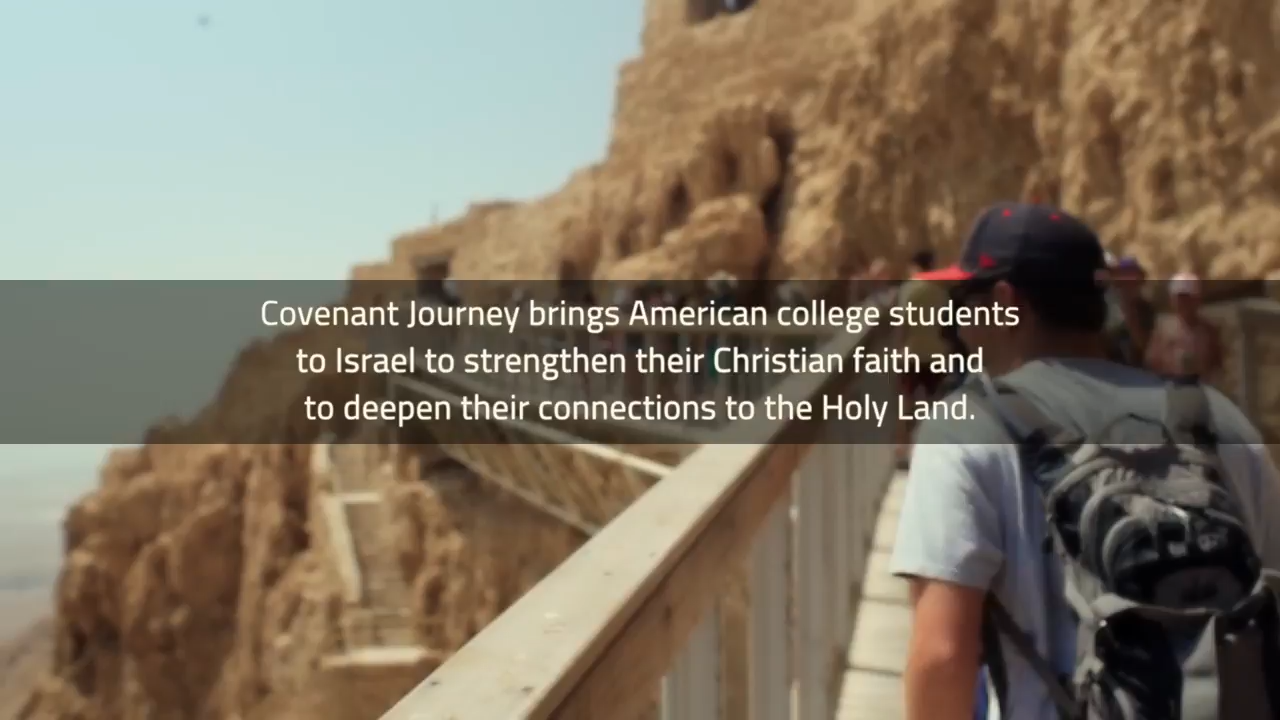 Covenant Journey brings American college students
to Israel to strengthen their Christian faith and
to deepen their connections to the Holy Land.